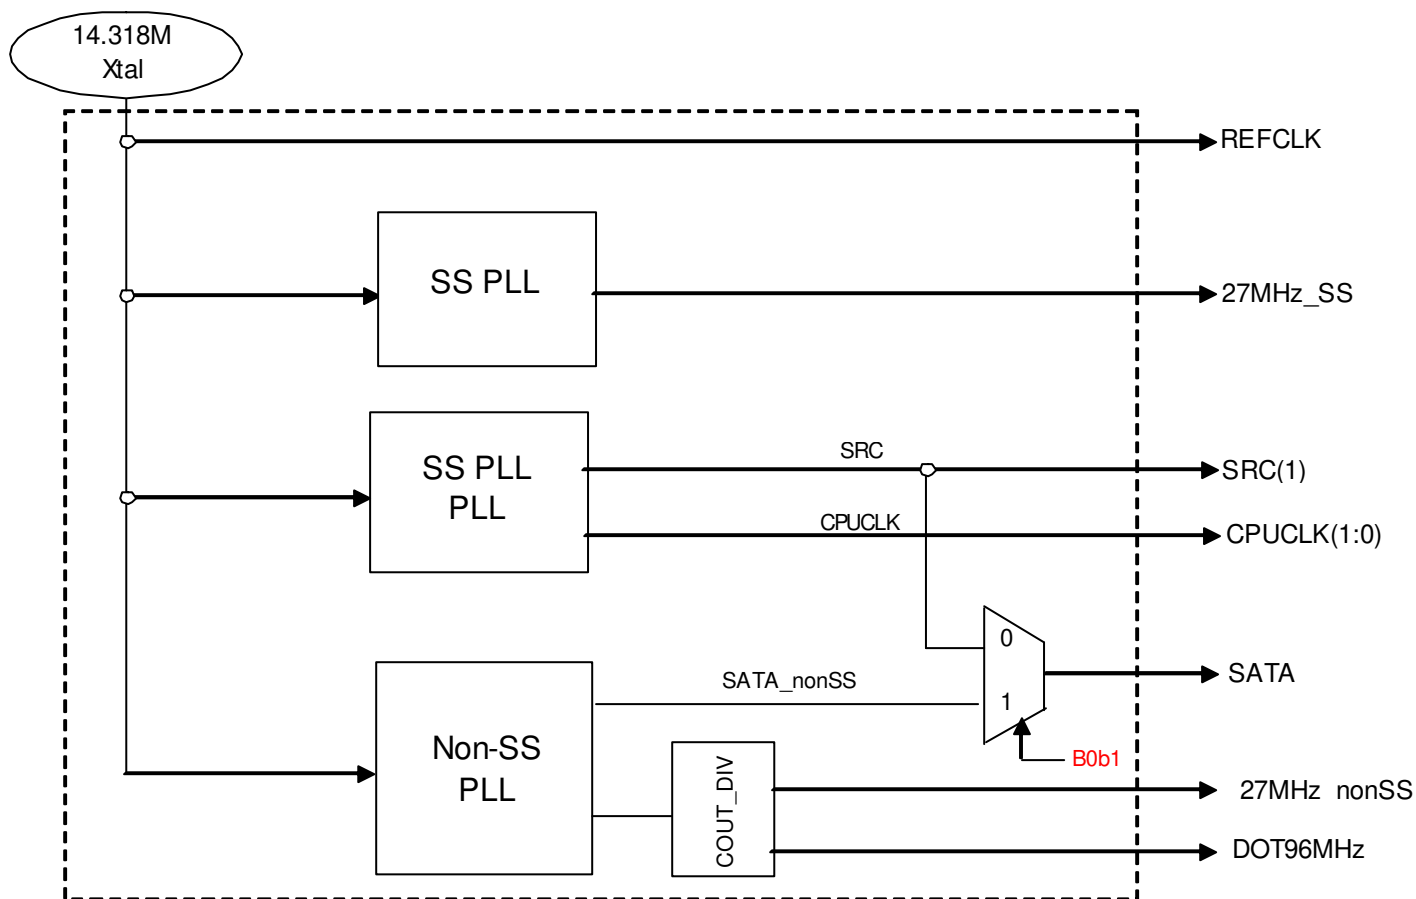 14.318M
Xtal
REFCLK
SS PLL
27MHz_SS
SS PLL
PLL
SRC
SRC(1)
CPUCLK
CPUCLK(1:0)
0
SATA_nonSS
1
SATA
B0b1
Non-SS
PLL
COUT_DIV
27MHz nonSS
DOT96MHz